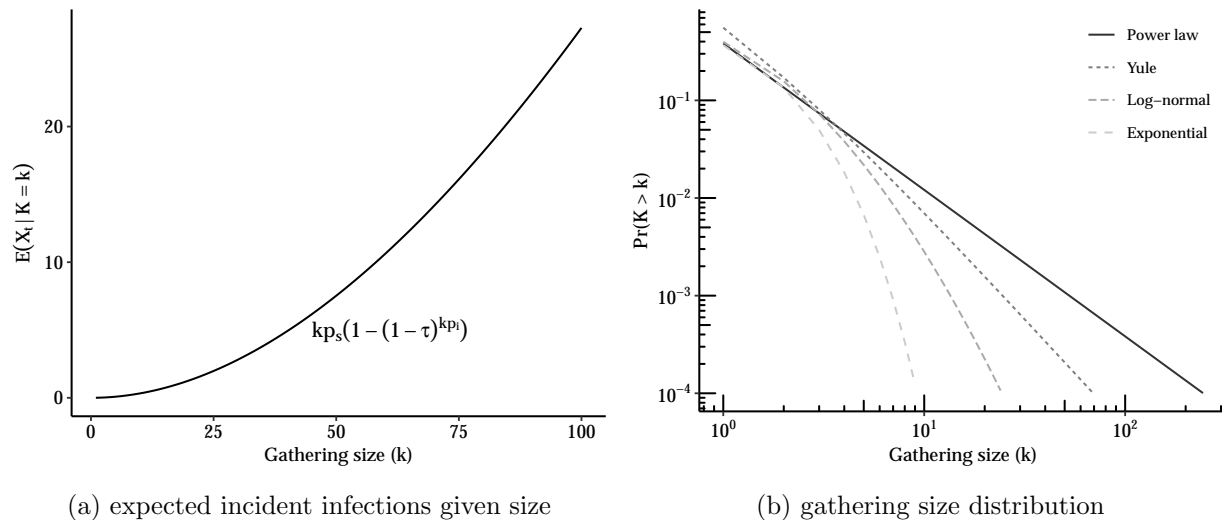 E(X_t | K = k)
20
10
0
kp_s(1 − (1 − τ)^{kp_i})
0 25 50 75 100
Gathering size (k)
(a) expected incident infections given size
Pr(K > k)
10^{−1}
10^{−2}
10^{−3}
10^{−4}
Power law
Yule
Log−normal
Exponential
10^0 10^1 10^2
Gathering size (k)
(b) gathering size distribution